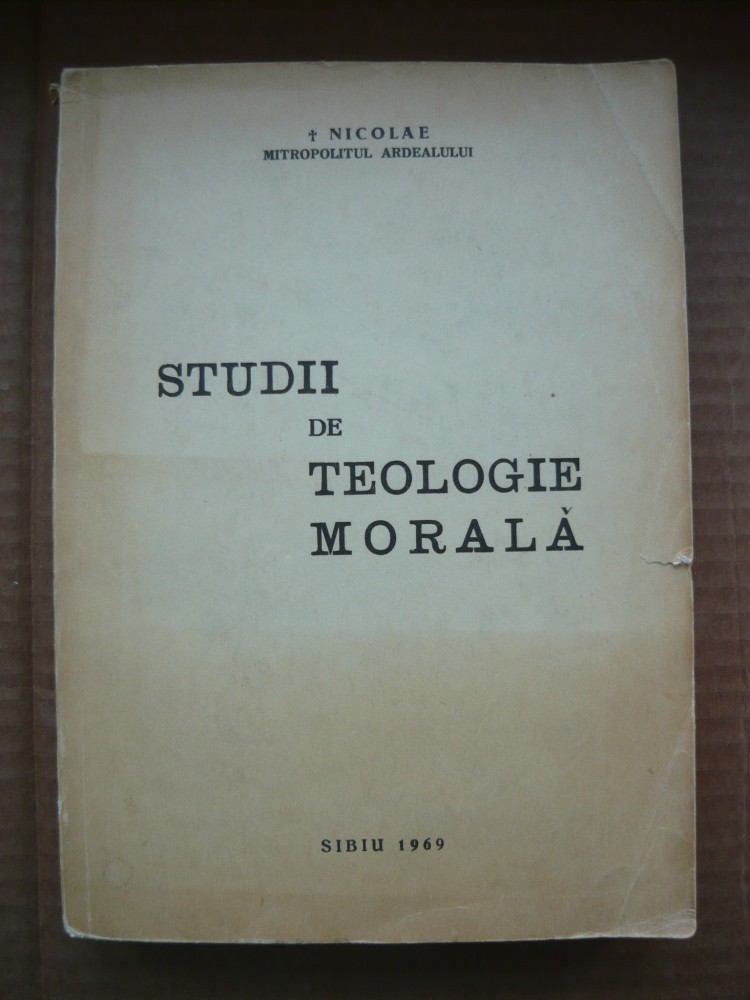 † NICOLAE
MITROPOLITUL ARDEALULUI
STUDII
DE
TEOLOGIE
MORALĂ
SIBIU 1969